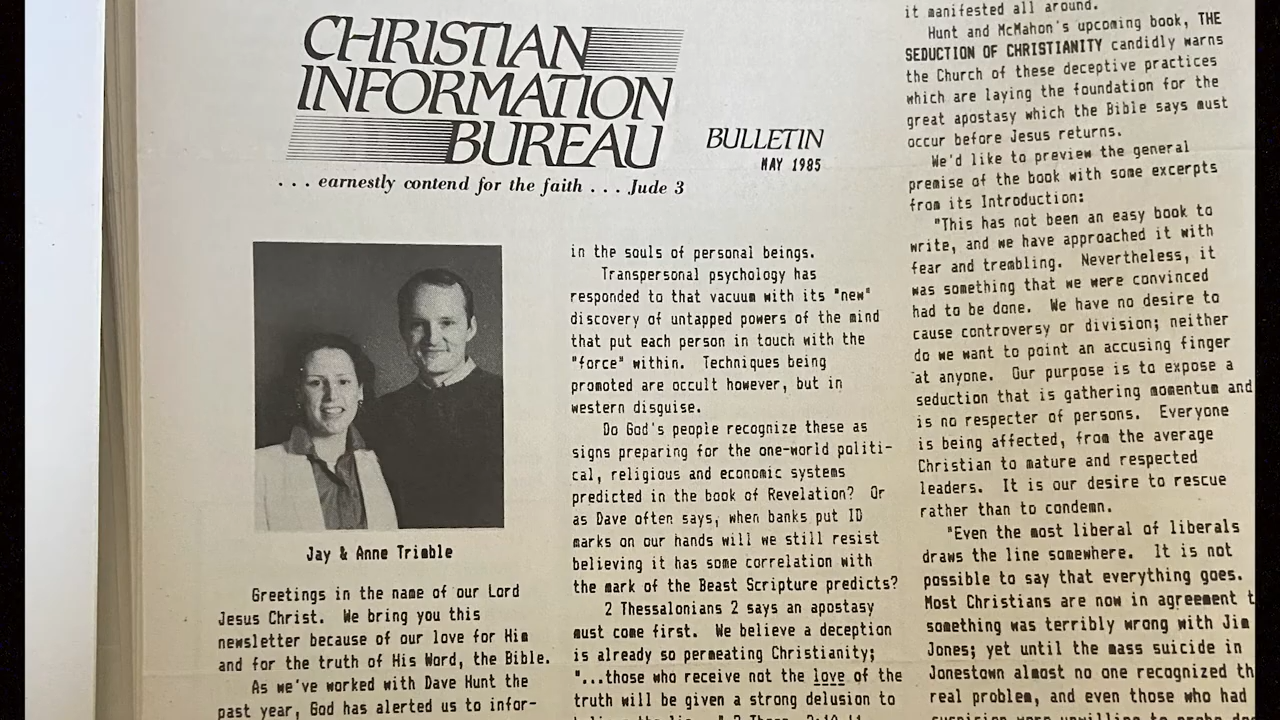 CHRISTIAN
INFORMATION
BUREAU
BULLETIN
MAY 1985
. . . earnestly contend for the faith . . . Jude 3
Jay & Anne Trimble
Greetings in the name of our Lord
Jesus Christ. We bring you this
newsletter because of our love for Him
and for the truth of His Word, the Bible.
As we've worked with Dave Hunt the
past year, God has alerted us to infor-
in the souls of personal beings.
Transpersonal psychology has
responded to that vacuum with its "new"
discovery of untapped powers of the mind
that put each person in touch with the
"force" within. Techniques being
promoted are occult however, but in
western disguise.
Do God's people recognize these as
signs preparing for the one-world politi-
cal, religious and economic systems
predicted in the book of Revelation? Or
as Dave often says, when banks put ID
marks on our hands will we still resist
believing it has some correlation with
the mark of the Beast Scripture predicts?
2 Thessalonians 2 says an apostasy
must come first. We believe a deception
is already so permeating Christianity;
"...those who receive not the love of the
truth will be given a strong delusion to
it manifested all around.
Hunt and McMahon's upcoming book, THE
SEDUCTION OF CHRISTIANITY candidly warns
the Church of these deceptive practices
which are laying the foundation for the
great apostasy which the Bible says must
occur before Jesus returns.
We'd like to preview the general
premise of the book with some excerpts
from its Introduction:
"This has not been an easy book to
write, and we have approached it with
fear and trembling. Nevertheless, it
was something that we were convinced
had to be done. We have no desire to
cause controversy or division; neither
do we want to point an accusing finger
at anyone. Our purpose is to expose a
seduction that is gathering momentum and
is no respecter of persons. Everyone
is being affected, from the average
Christian to mature and respected
leaders. It is our desire to rescue
rather than to condemn.
"Even the most liberal of liberals
draws the line somewhere. It is not
possible to say that everything goes.
Most Christians are now in agreement t
something was terribly wrong with Jim
Jones; yet until the mass suicide in
Jonestown almost no one recognized th
real problem, and even those who had